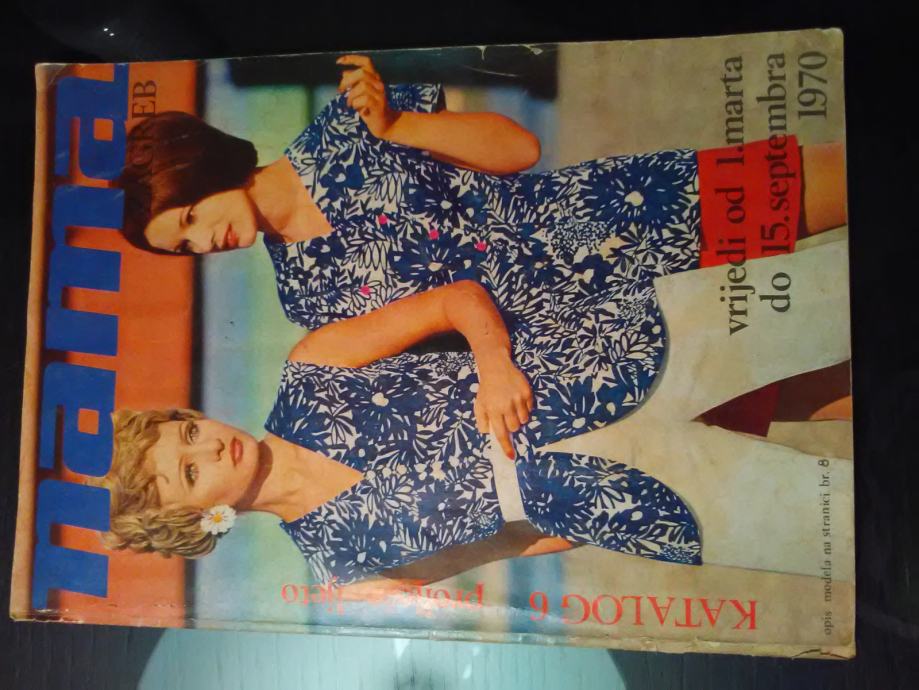 nama
ZAGREB
KATALOG 6
proljeće-ljeto
vrijedi od 1.marta
do 15.septembra
1970
opis modela na stranici br. 8